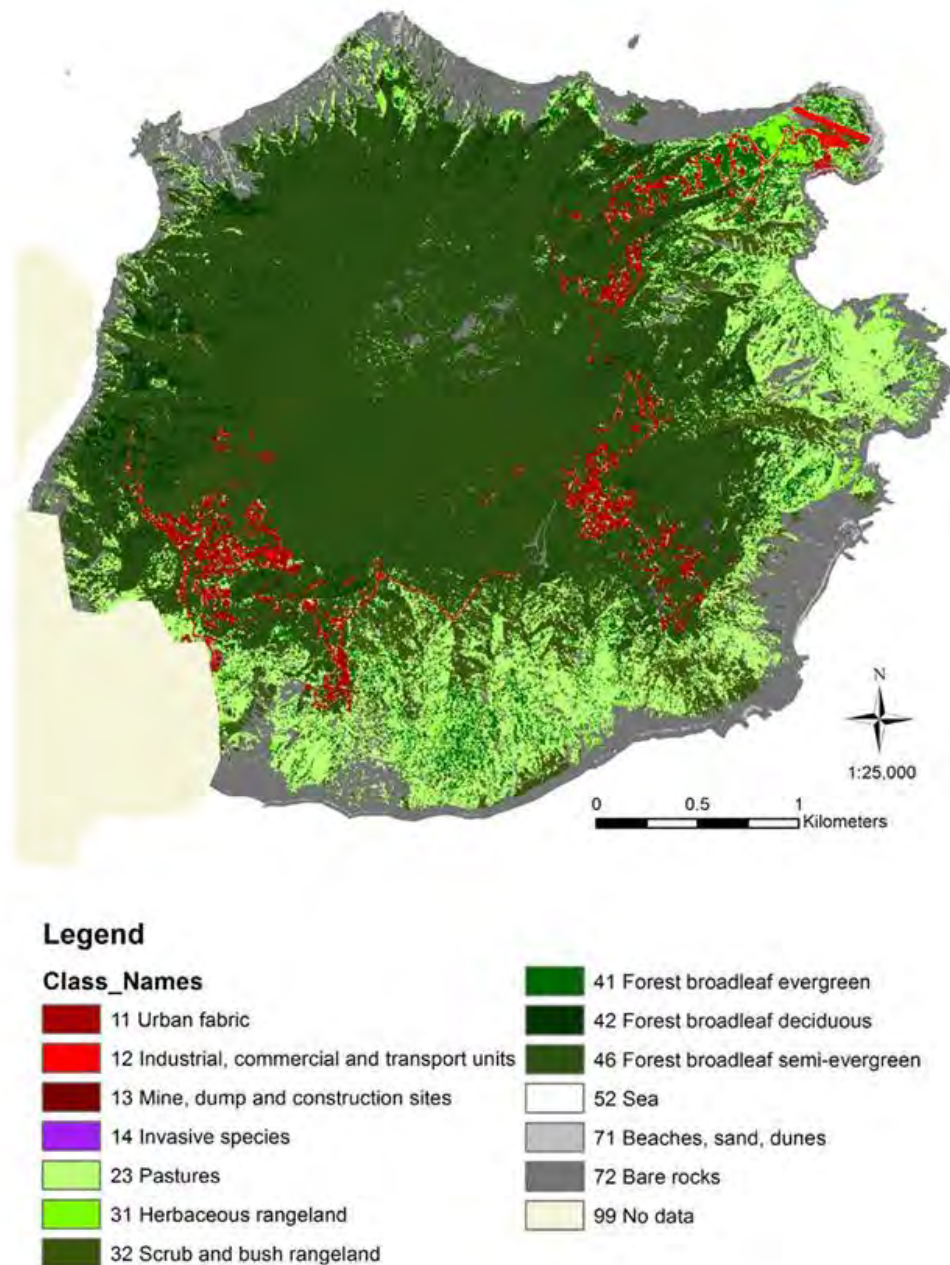 N
1:25,000
0 0.5 1
Kilometers
Legend
Class_Names
11 Urban fabric
12 Industrial, commercial and transport units
13 Mine, dump and construction sites
14 Invasive species
23 Pastures
31 Herbaceous rangeland
32 Scrub and bush rangeland
41 Forest broadleaf evergreen
42 Forest broadleaf deciduous
46 Forest broadleaf semi-evergreen
52 Sea
71 Beaches, sand, dunes
72 Bare rocks
99 No data